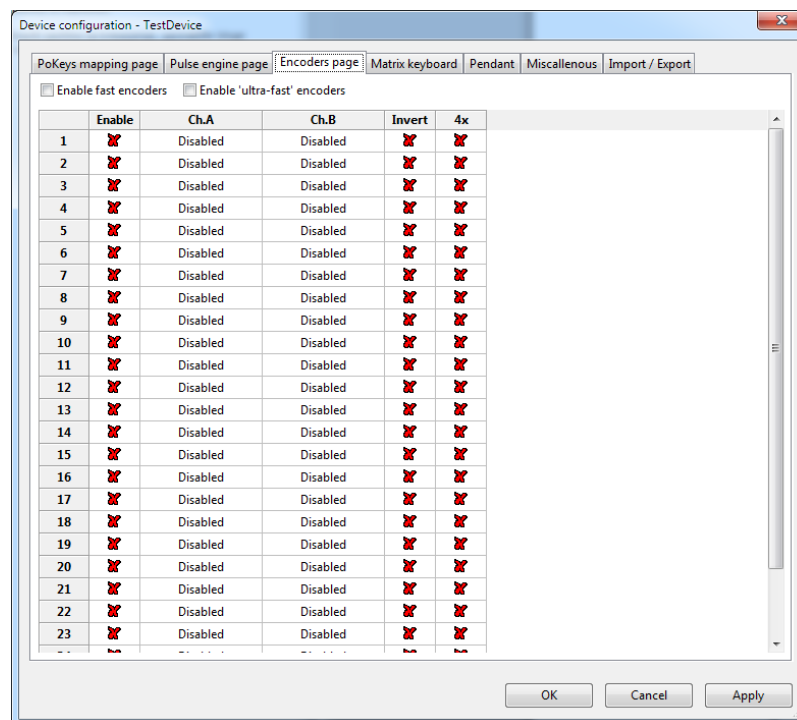 Device configuration - TestDevice
PoKeys mapping page Pulse engine page Encoders page Matrix keyboard Pendant Miscallenous Import / Export
Enable fast encoders Enable 'ultra-fast' encoders
Enable Ch.A Ch.B Invert 4x
1 Disabled Disabled
2 Disabled Disabled
3 Disabled Disabled
4 Disabled Disabled
5 Disabled Disabled
6 Disabled Disabled
7 Disabled Disabled
8 Disabled Disabled
9 Disabled Disabled
10 Disabled Disabled
11 Disabled Disabled
12 Disabled Disabled
13 Disabled Disabled
14 Disabled Disabled
15 Disabled Disabled
16 Disabled Disabled
17 Disabled Disabled
18 Disabled Disabled
19 Disabled Disabled
20 Disabled Disabled
21 Disabled Disabled
22 Disabled Disabled
23 Disabled Disabled
OK Cancel Apply